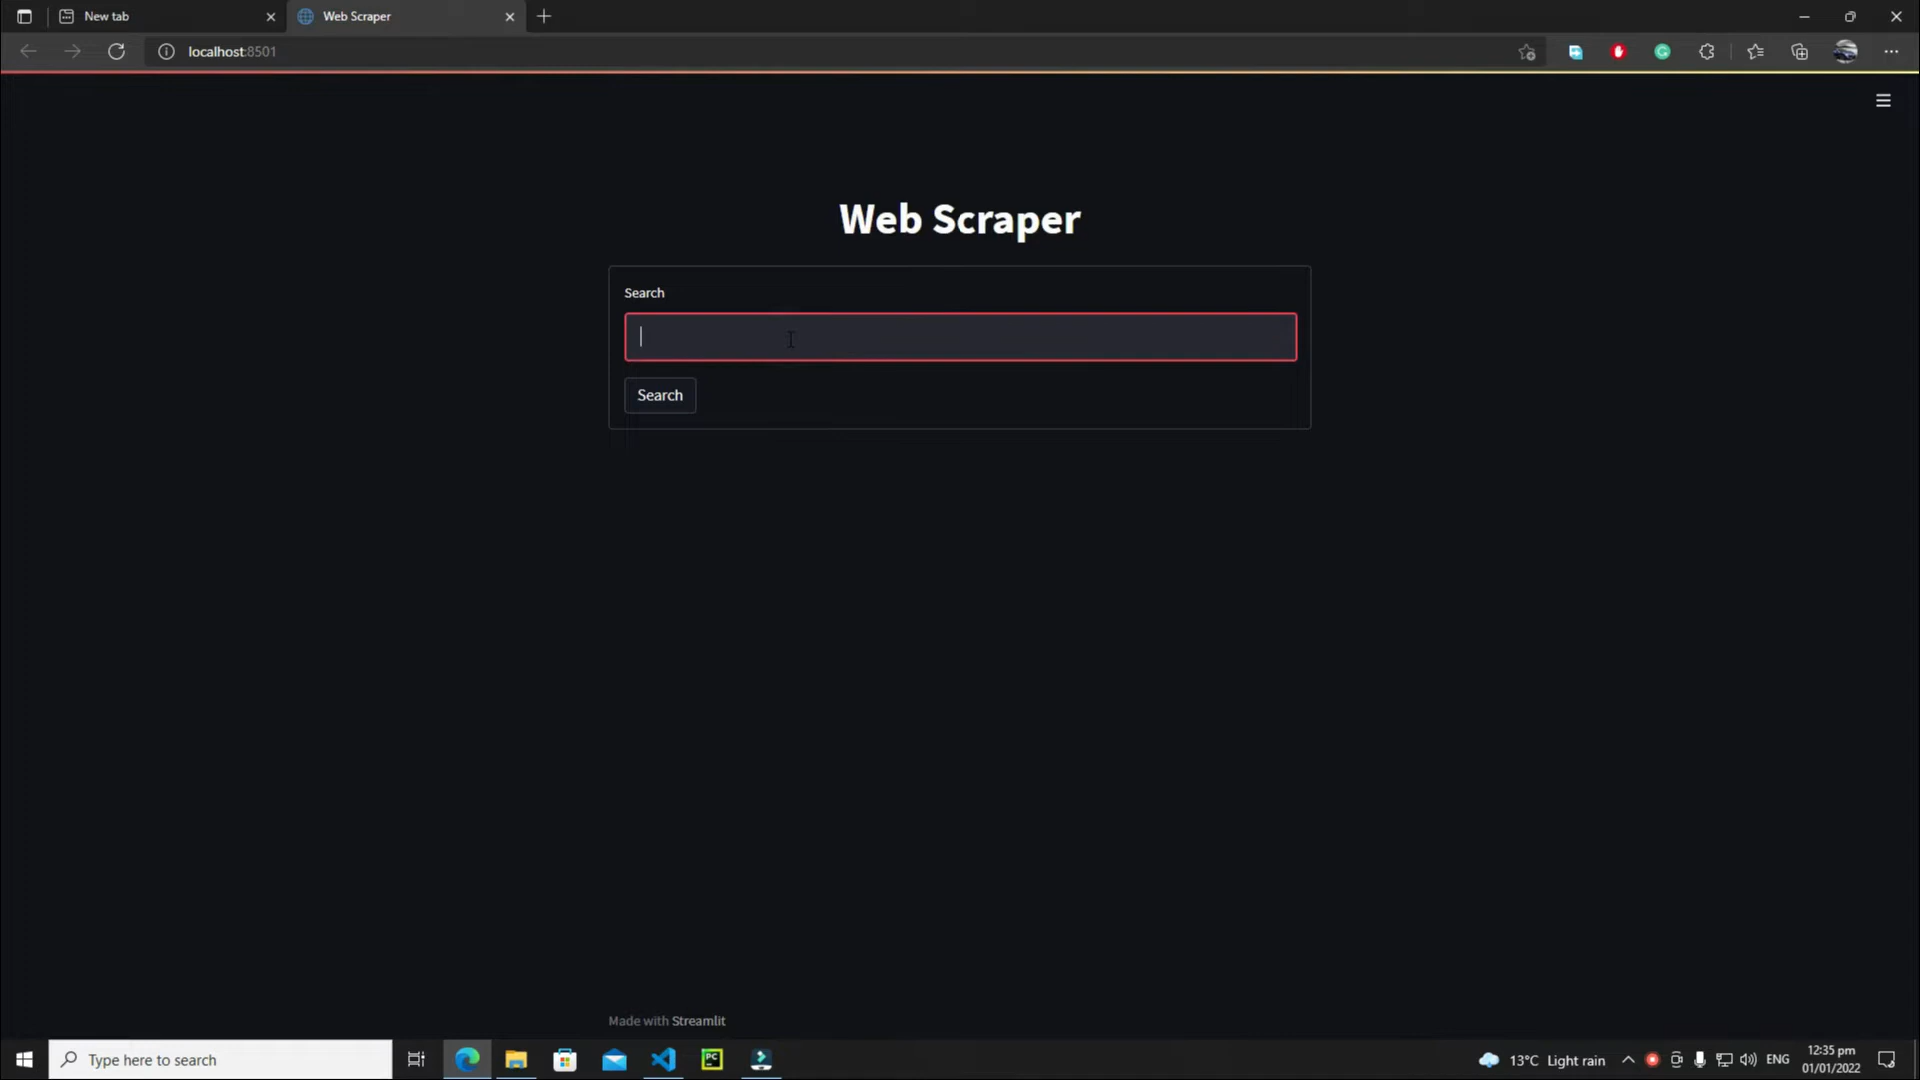 New tab
Web Scraper
localhost:8501
Web Scraper
Search
Search
Made with Streamlit
Type here to search
PC
13°C Light rain
ENG
12:35 pm
01/01/2022